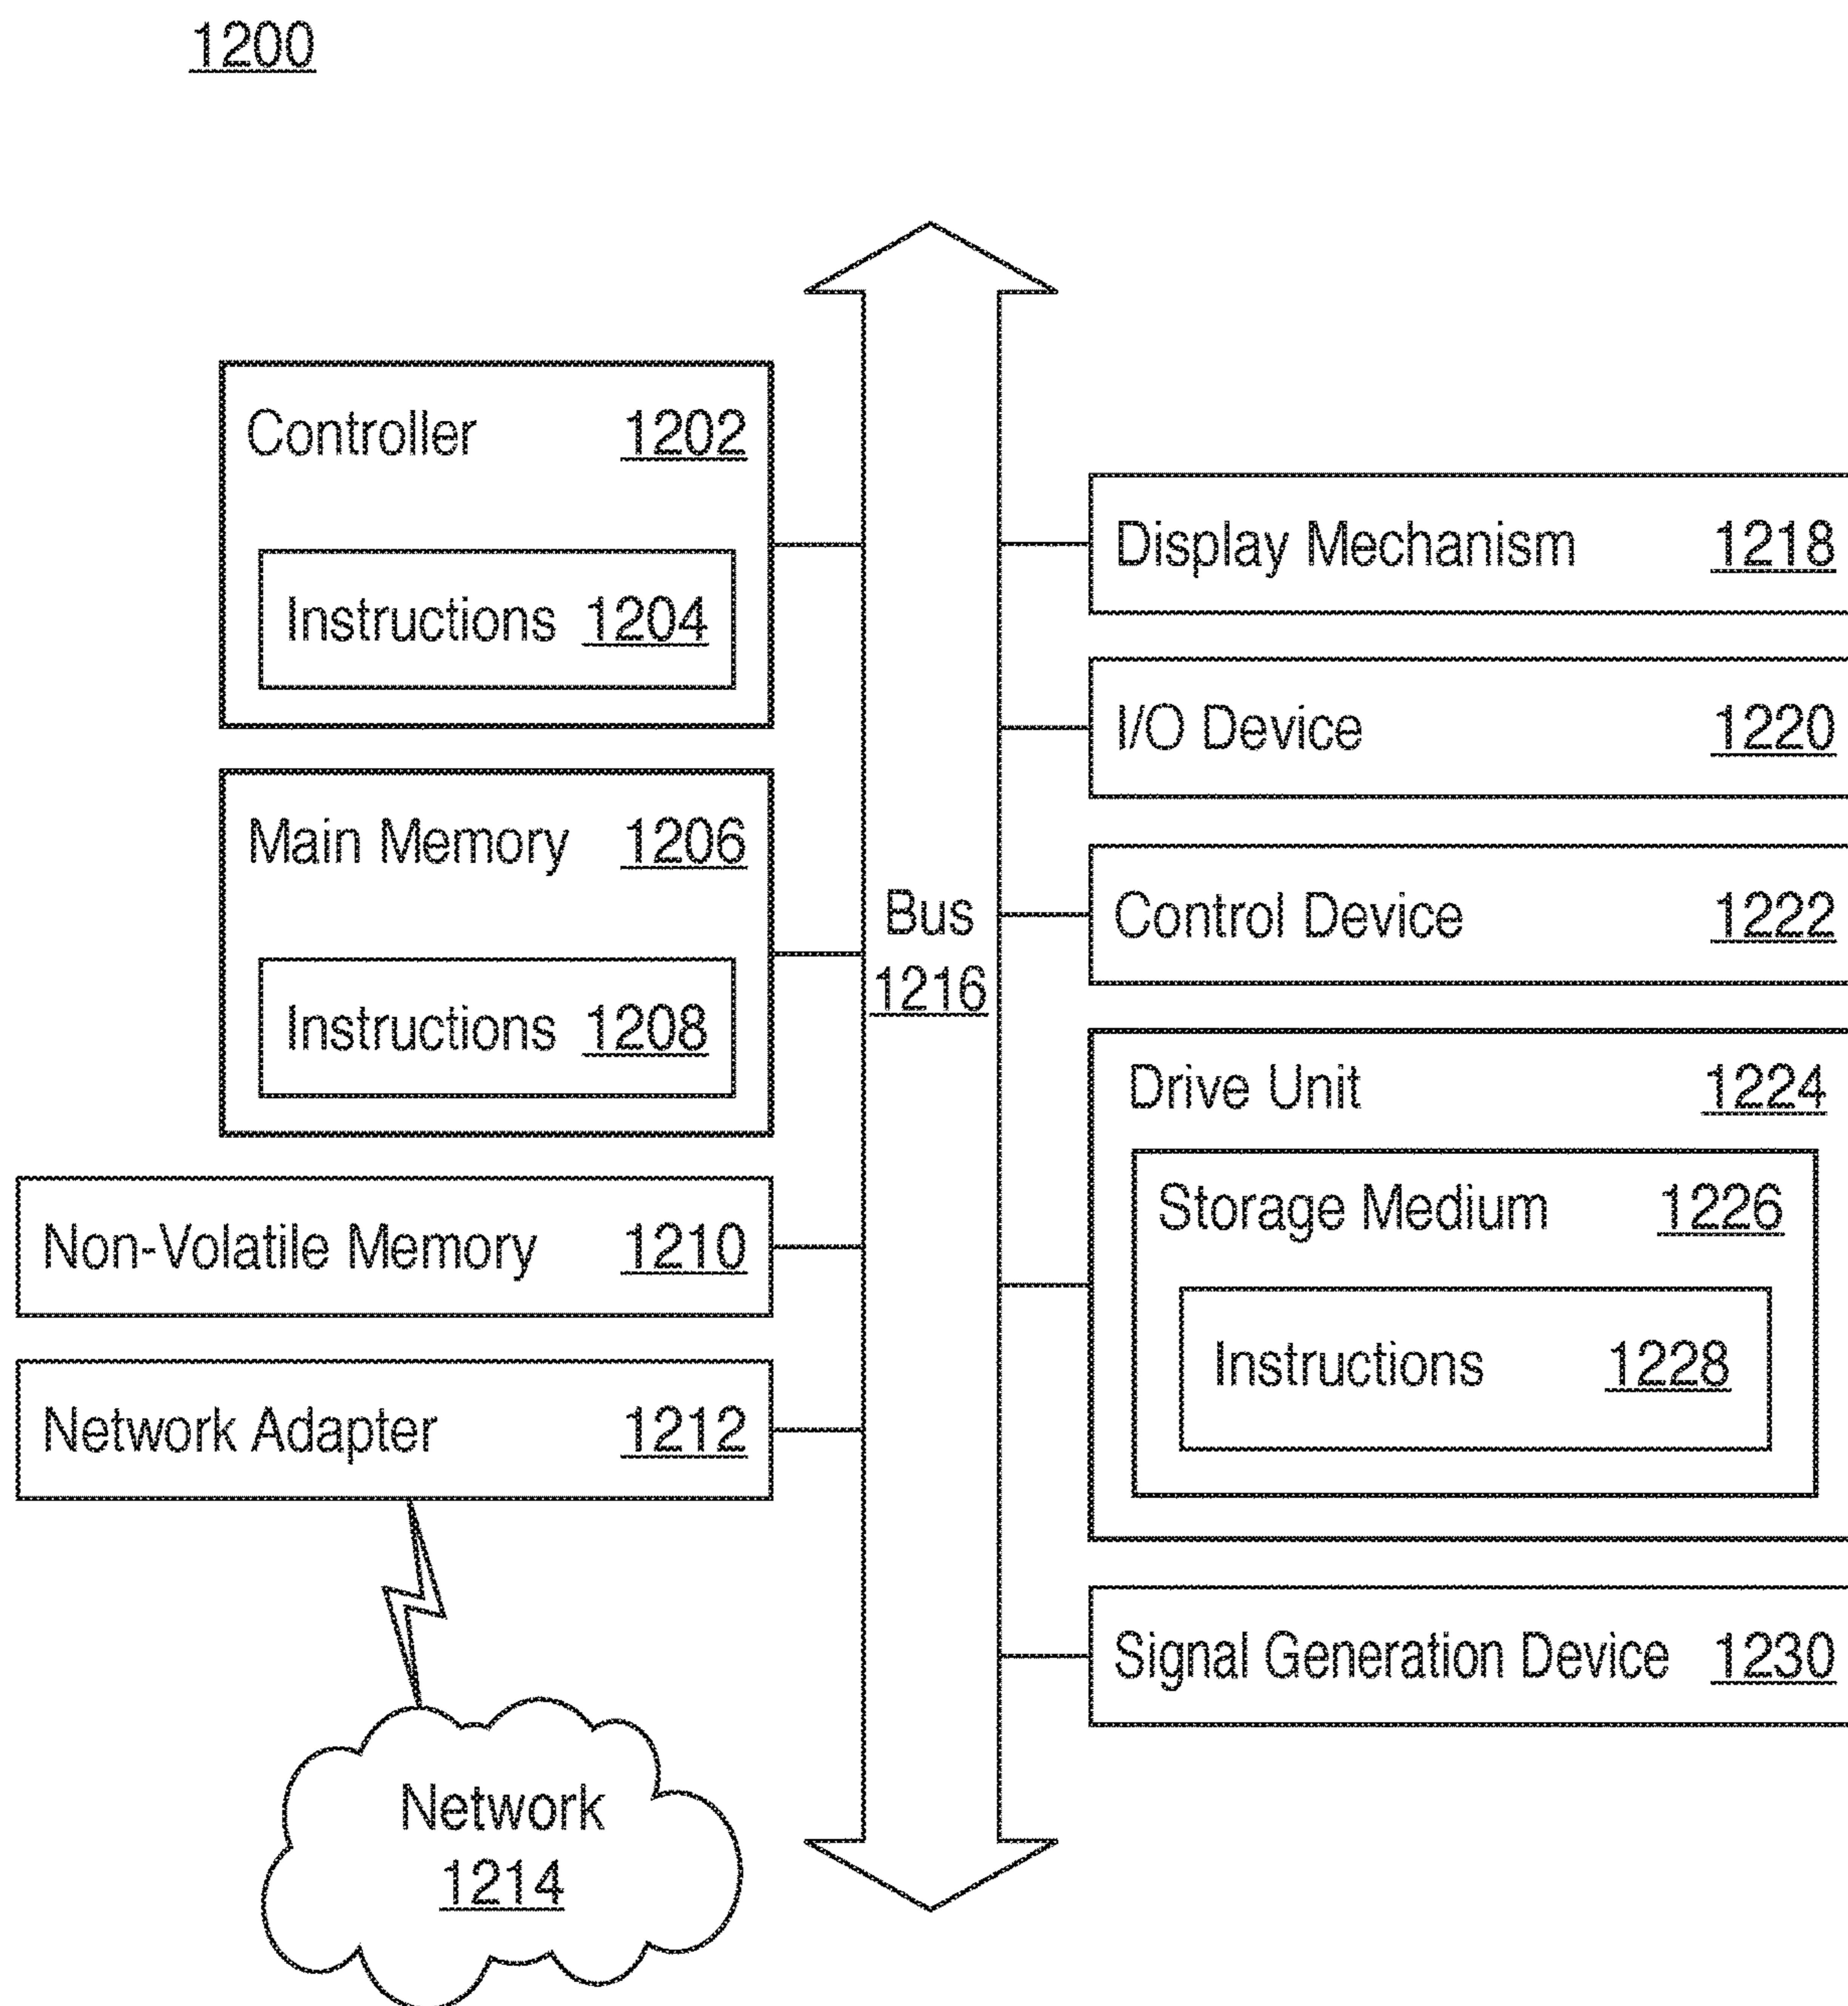 1200
Controller 1202
Instructions 1204
Main Memory 1206
Instructions 1208
Non-Volatile Memory 1210
Network Adapter 1212
Network
1214
Bus
1216
Display Mechanism 1218
I/O Device 1220
Control Device 1222
Drive Unit 1224
Storage Medium 1226
Instructions 1228
Signal Generation Device 1230